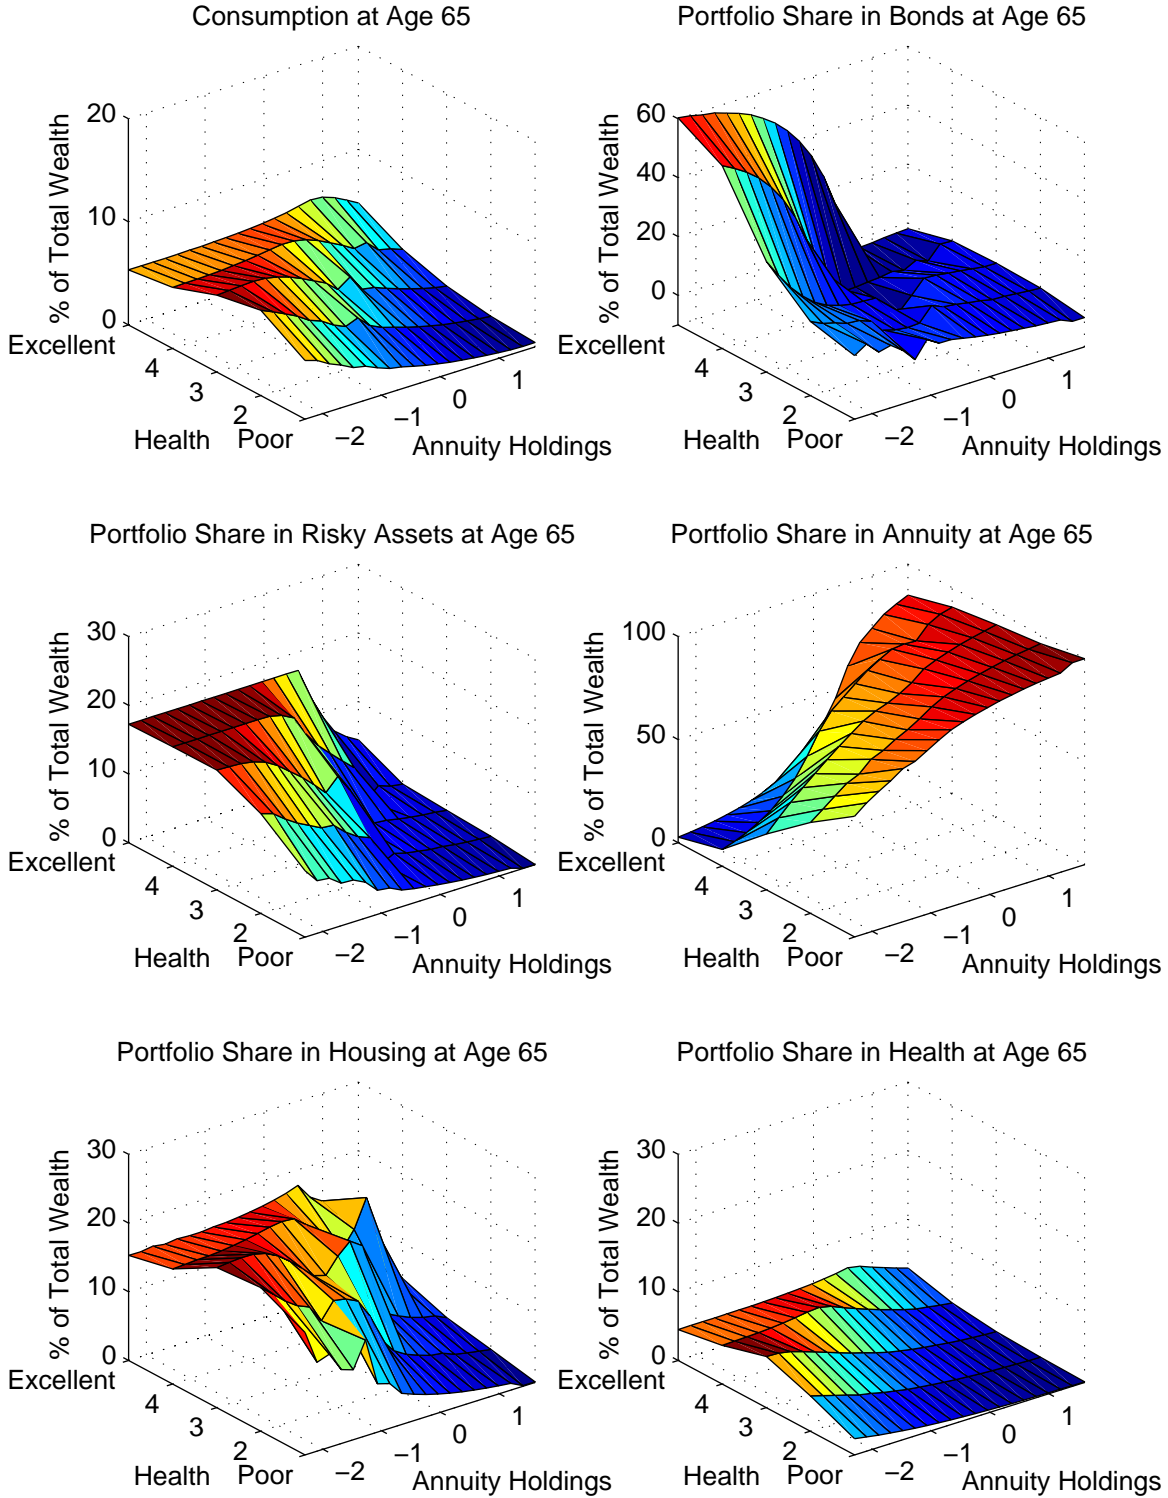 Consumption at Age 65
20
10
0
% of Total Wealth
Excellent
4
3
2
Poor
Health
−2
−1
0
1
Annuity Holdings
Portfolio Share in Bonds at Age 65
60
40
20
0
% of Total Wealth
Excellent
4
3
2
Poor
Health
−2
−1
0
1
Annuity Holdings
Portfolio Share in Risky Assets at Age 65
30
20
10
0
% of Total Wealth
Excellent
4
3
2
Poor
Health
−2
−1
0
1
Annuity Holdings
Portfolio Share in Annuity at Age 65
100
50
0
% of Total Wealth
Excellent
4
3
2
Poor
Health
−2
−1
0
1
Annuity Holdings
Portfolio Share in Housing at Age 65
30
20
10
0
% of Total Wealth
Excellent
4
3
2
Poor
Health
−2
−1
0
1
Annuity Holdings
Portfolio Share in Health at Age 65
30
20
10
0
% of Total Wealth
Excellent
4
3
2
Poor
Health
−2
−1
0
1
Annuity Holdings